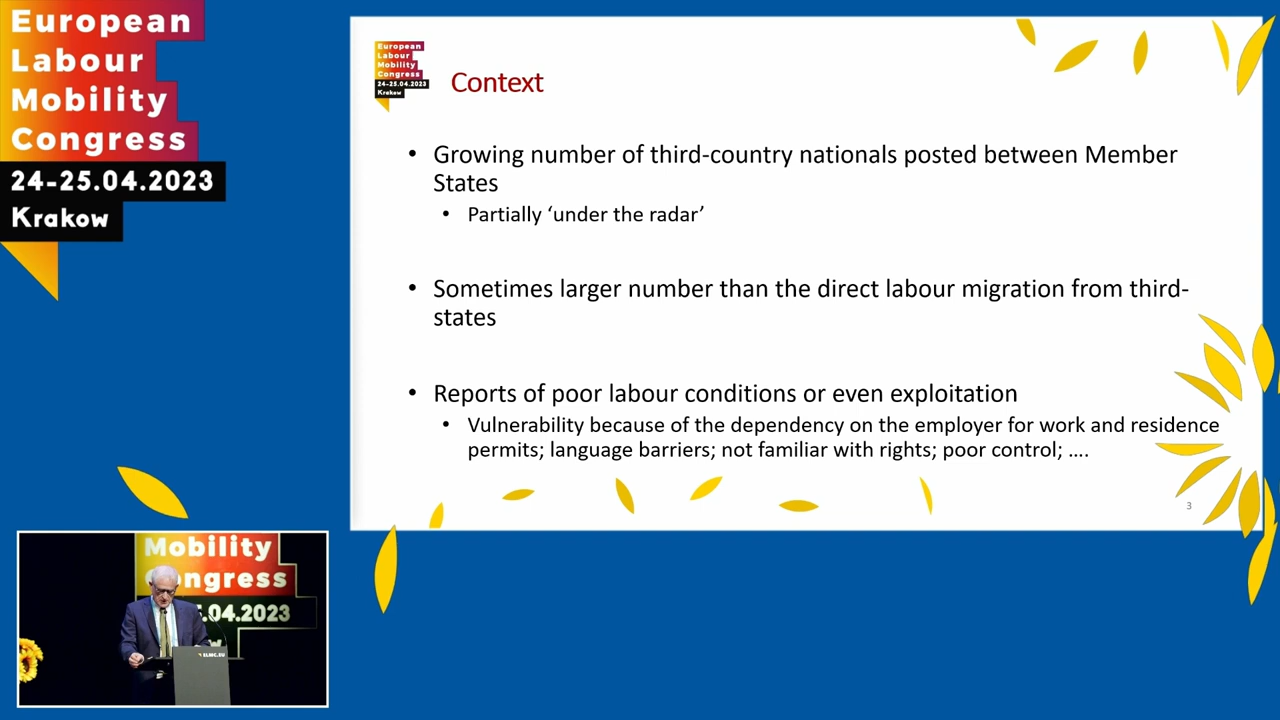 European
Labour
Mobility
Congress
24-25.04.2023
Krakow
European
Labour
Mobility
Congress
24-25.04.2023
Krakow
Context
• Growing number of third-country nationals posted between Member
States
• Partially ‘under the radar’
• Sometimes larger number than the direct labour migration from third-
states
• Reports of poor labour conditions or even exploitation
• Vulnerability because of the dependency on the employer for work and residence
permits; language barriers; not familiar with rights; poor control; ….
3
Mobility
Congress
5.04.2023
ELMC.EU